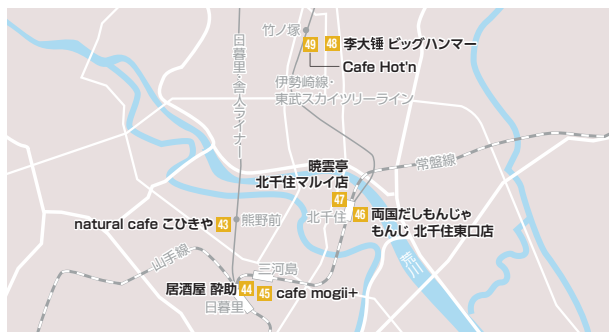 竹ノ塚
49
48
李大锤 ビッグハンマー
Cafe Hot'n
日暮里・舎人ライナー
伊勢崎線・
東武スカイツリーライン
暁雲亭
北千住マルイ店
常盤線
47
北千住
46
両国だしもんじゃ
もんじ 北千住東口店
natural cafe こひきや
43
熊野前
荒川
山手線
三河島
居酒屋 酔助
44
45
cafe mogii+
日暮里